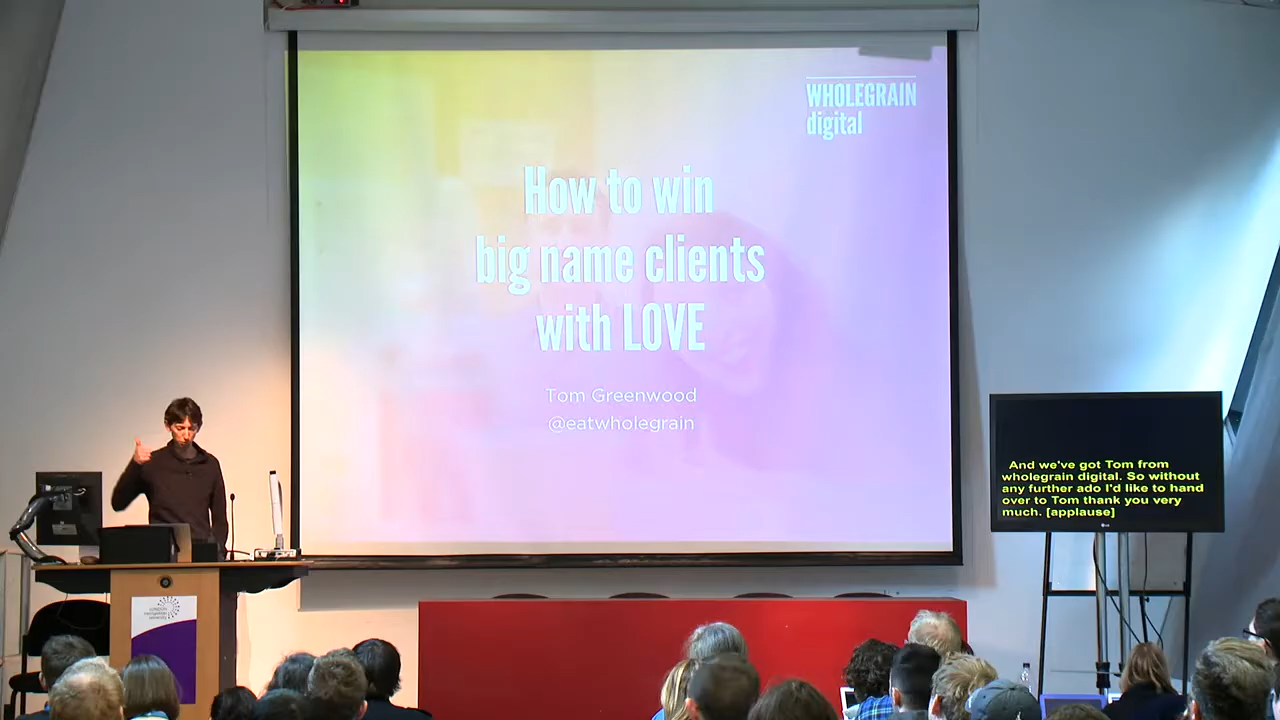 WHOLEGRAIN
digital
How to win
big name clients
with LOVE
Tom Greenwood
@eatwholegrain
And we've got Tom from
wholegrain digital. So without
any further ado I'd like to hand
over to Tom thank you very
much. [applause]